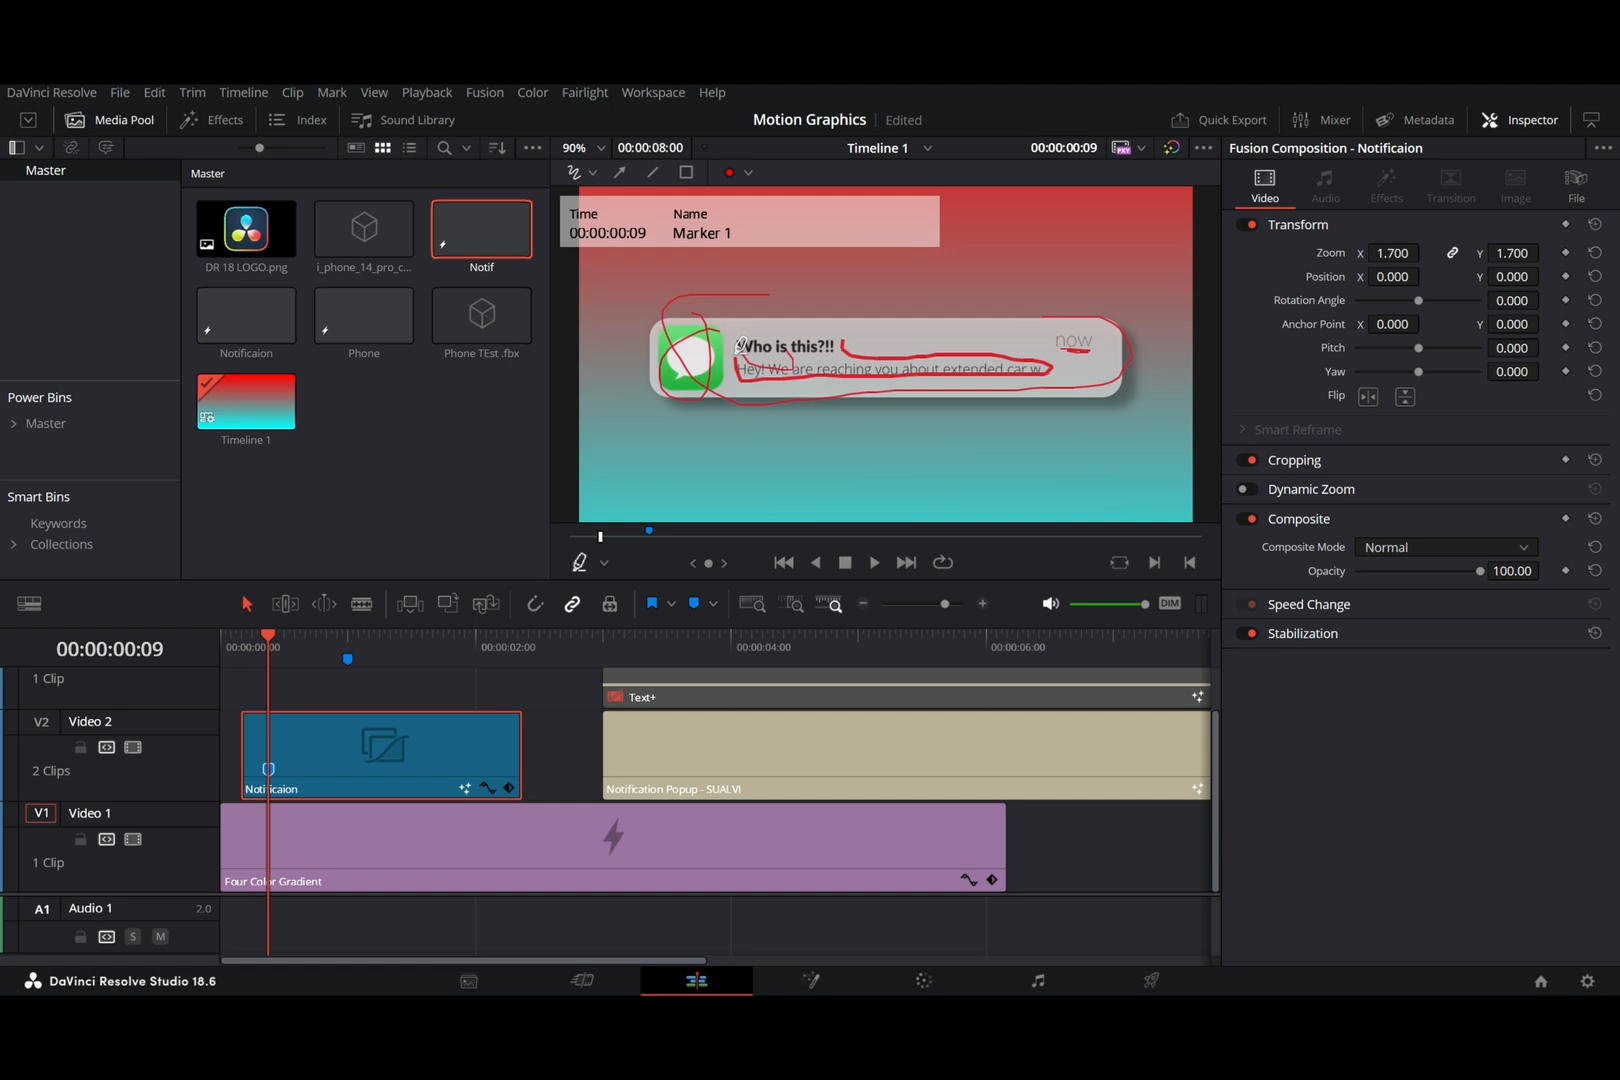 DaVinci Resolve File Edit Trim Timeline Clip Mark View Playback Fusion Color Fairlight Workspace Help
Media Pool Effects Index Sound Library Motion Graphics Edited Quick Export Mixer Metadata Inspector
90% 00:00:08:00 Timeline 1 00:00:00:09 PXY Fusion Composition - Notificaion
Master
Master
Video Audio Effects Transition Image File
Time Name
00:00:00:09 Marker 1
Transform
Zoom X 1.700 Y 1.700
DR 18 LOGO.png i_phone_14_pro_c... Notif
Position X 0.000 Y 0.000
Rotation Angle 0.000
Anchor Point X 0.000 Y 0.000
Who is this?!! now
Pitch 0.000
Notificaion Phone Phone TEst .fbx
Hey! We are reaching you about extended car w
Yaw 0.000
Flip
Power Bins
Master
Smart Reframe
Timeline 1
Cropping
Dynamic Zoom
Smart Bins
Keywords
Collections
Composite
Composite Mode Normal
Opacity 100.00
Speed Change
DIM
Stabilization
00:00:00:09
00:00:00:00 00:00:02:00 00:00:04:00 00:00:06:00
1 Clip
Text+
V2 Video 2
2 Clips
Notificaion Notification Popup - SUALVI
V1 Video 1
1 Clip
Four Color Gradient
A1 Audio 1 2.0
S M
DaVinci Resolve Studio 18.6